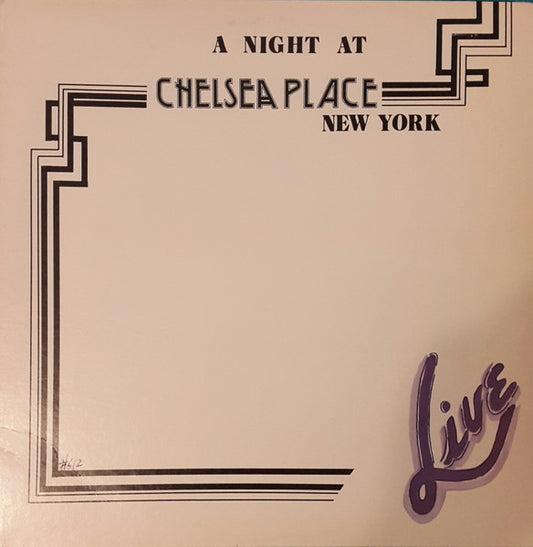 A NIGHT AT
CHELSEA PLACE
NEW YORK
Live